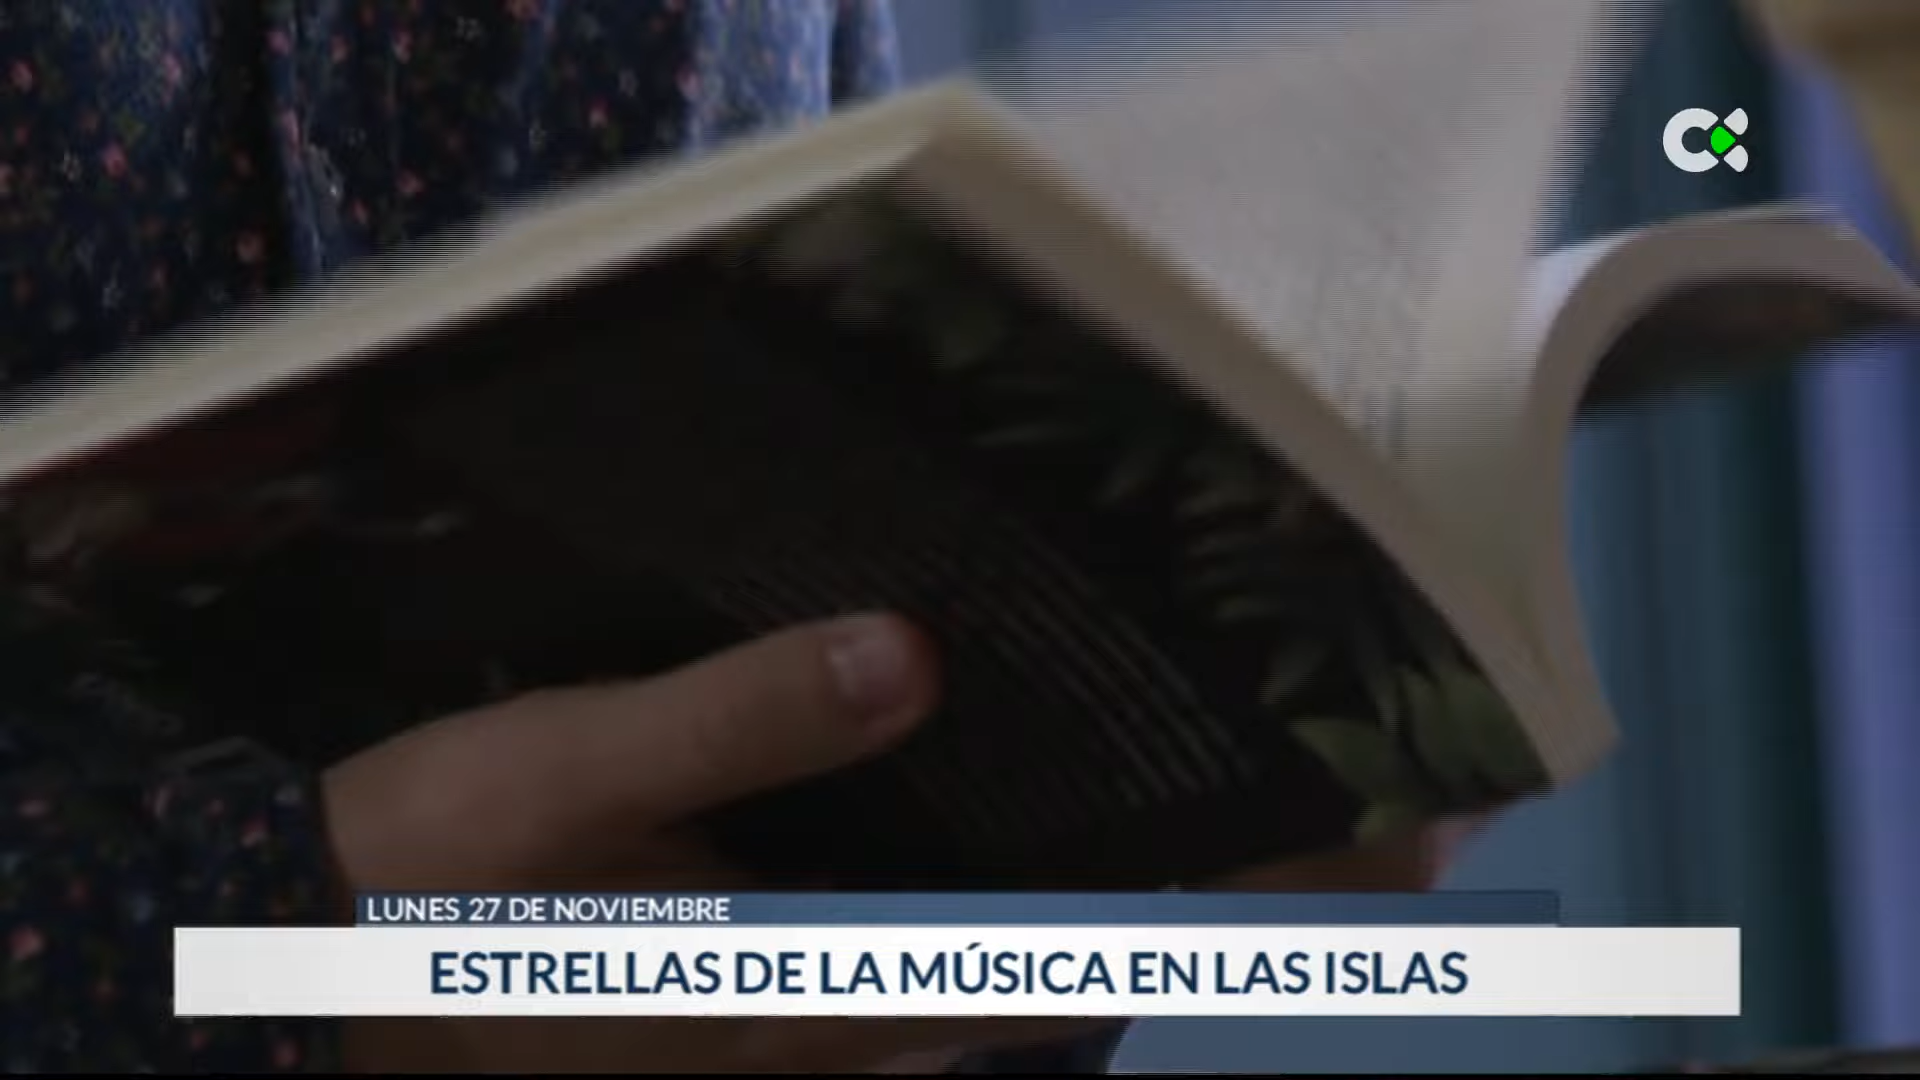 LUNES 27 DE NOVIEMBRE
ESTRELLAS DE LA MÚSICA EN LAS ISLAS